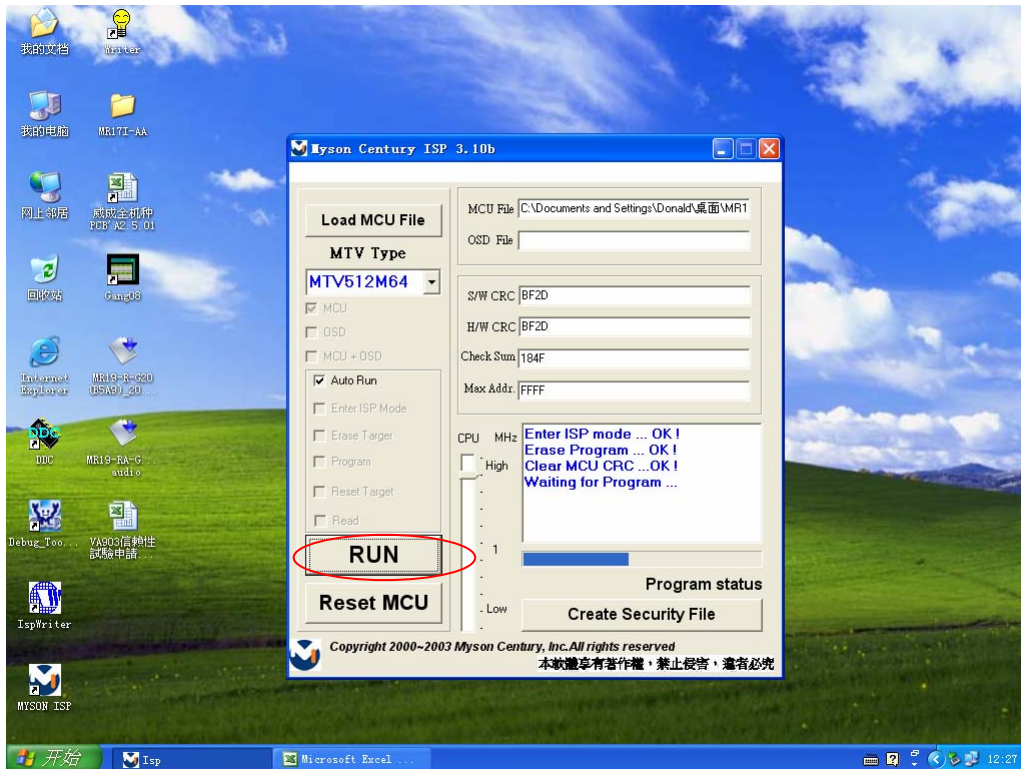 我的文档
Writer
我的电脑
MR17I-AA
网上邻居
威成全机种
PCB' A2.5.01
回收站
Gang08
Internet
Explorer
MR19-R-G20
(B5A9)_20...
DDC
MR19-RA-G...
audio
Debug_Too...
VA903信賴性
試驗申請...
IspWriter
MYSON ISP
Myson Century ISP 3.10b
Load MCU File
MTV Type
MTV512M64
MCU
OSD
MCU + OSD
Auto Run
Enter ISP Mode
Erase Targer
Program
Reset Target
Read
RUN
Reset MCU
MCU File C:\Documents and Settings\Donald\桌面\MR1
OSD File
S/W CRC BF2D
H/W CRC BF2D
Check Sum 184F
Max Addr. FFFF
CPU MHz
High
1
Low
Enter ISP mode ... OK !
Erase Program ... OK !
Clear MCU CRC ...OK !
Waiting for Program ...
Program status
Create Security File
Copyright 2000~2003 Myson Century, Inc.All rights reserved
本軟體享有著作權，禁止侵害，違者必究
开始
Isp
Microsoft Excel ...
12:27